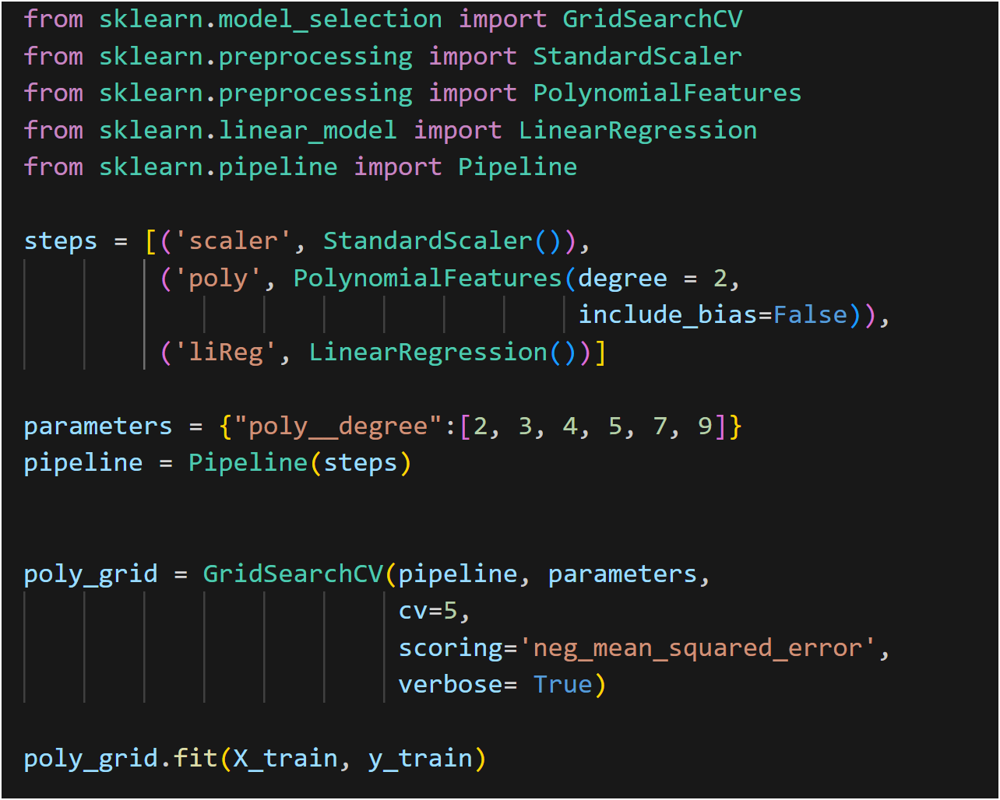 from sklearn.model_selection import GridSearchCV
from sklearn.preprocessing import StandardScaler
from sklearn.preprocessing import PolynomialFeatures
from sklearn.linear_model import LinearRegression
from sklearn.pipeline import Pipeline
steps = [('scaler', StandardScaler()),
('poly', PolynomialFeatures(degree = 2,
include_bias=False)),
('liReg', LinearRegression())]
parameters = {"poly__degree":[2, 3, 4, 5, 7, 9]}
pipeline = Pipeline(steps)
poly_grid = GridSearchCV(pipeline, parameters,
cv=5,
scoring='neg_mean_squared_error',
verbose= True)
poly_grid.fit(X_train, y_train)